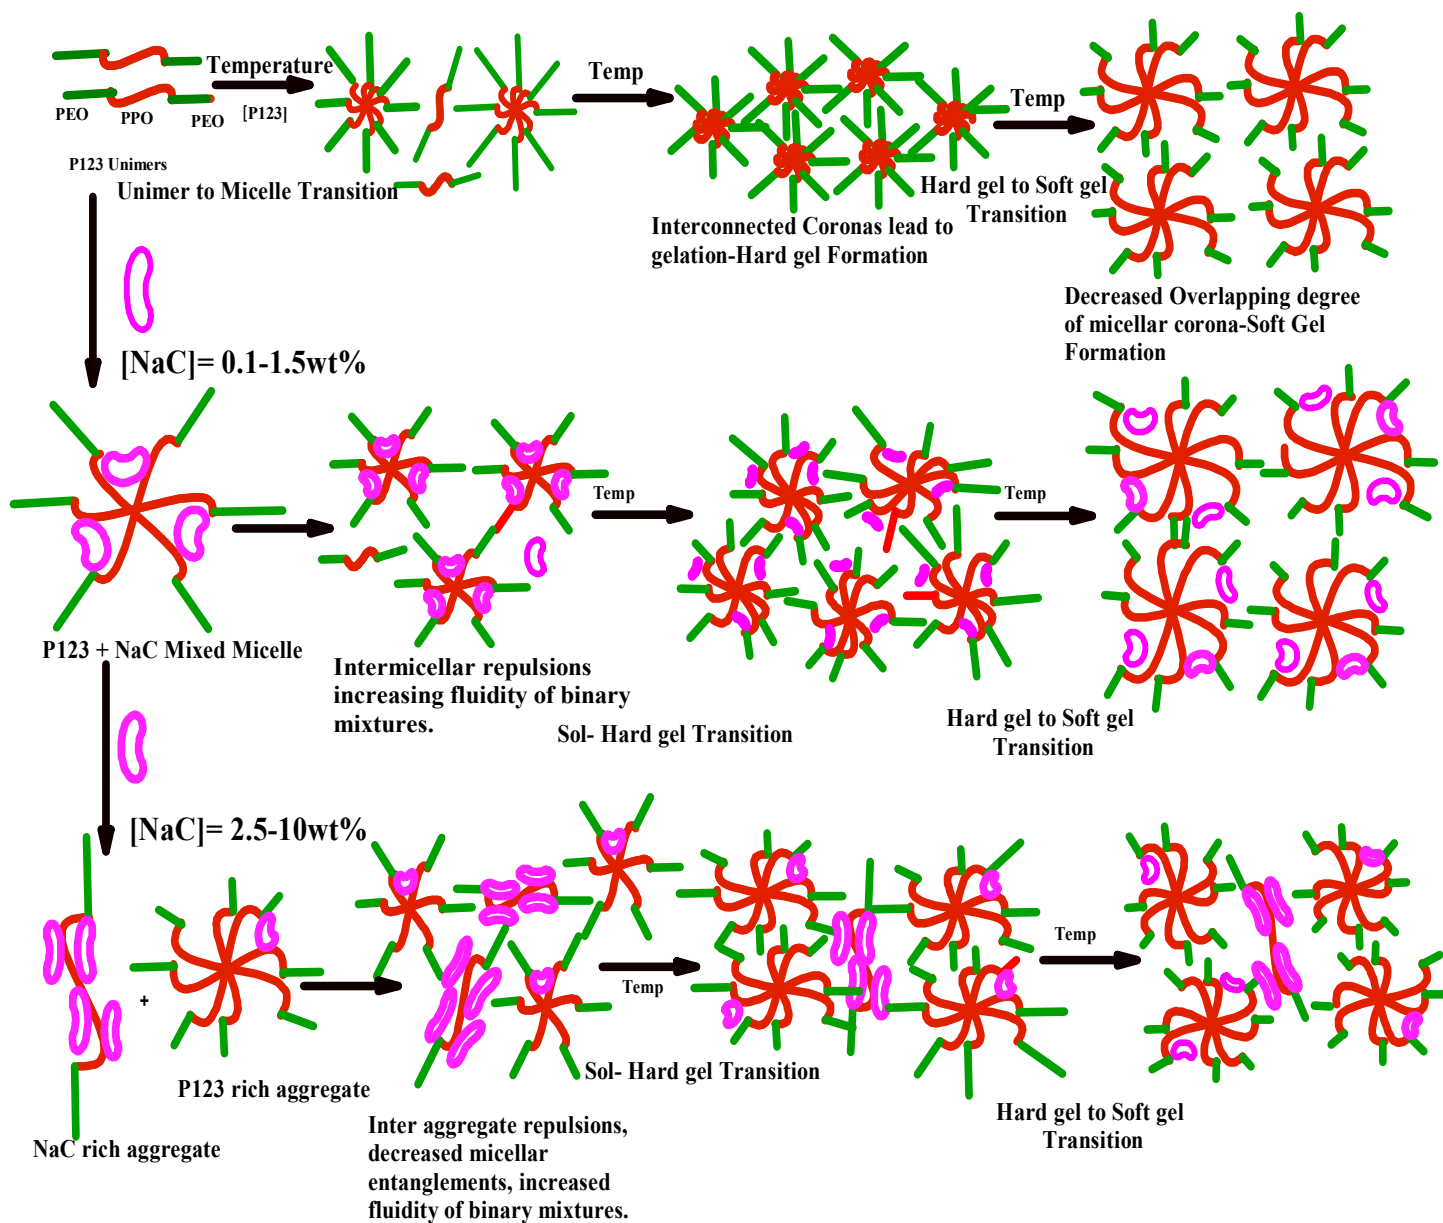 Temperature
[P123]
PEO
PPO
PEO
P123 Unimers
Unimer to Micelle Transition
Temp
Interconnected Coronas lead to
gelation-Hard gel Formation
Temp
Hard gel to Soft gel
Transition
Decreased Overlapping degree
of micellar corona-Soft Gel
Formation
[NaC]= 0.1-1.5wt%
P123 + NaC Mixed Micelle
Intermicellar repulsions
increasing fluidity of binary
mixtures.
Temp
Sol- Hard gel Transition
Temp
Hard gel to Soft gel
Transition
[NaC]= 2.5-10wt%
+
NaC rich aggregate
P123 rich aggregate
Inter aggregate repulsions,
decreased micellar
entanglements, increased
fluidity of binary mixtures.
Temp
Sol- Hard gel Transition
Temp
Hard gel to Soft gel
Transition